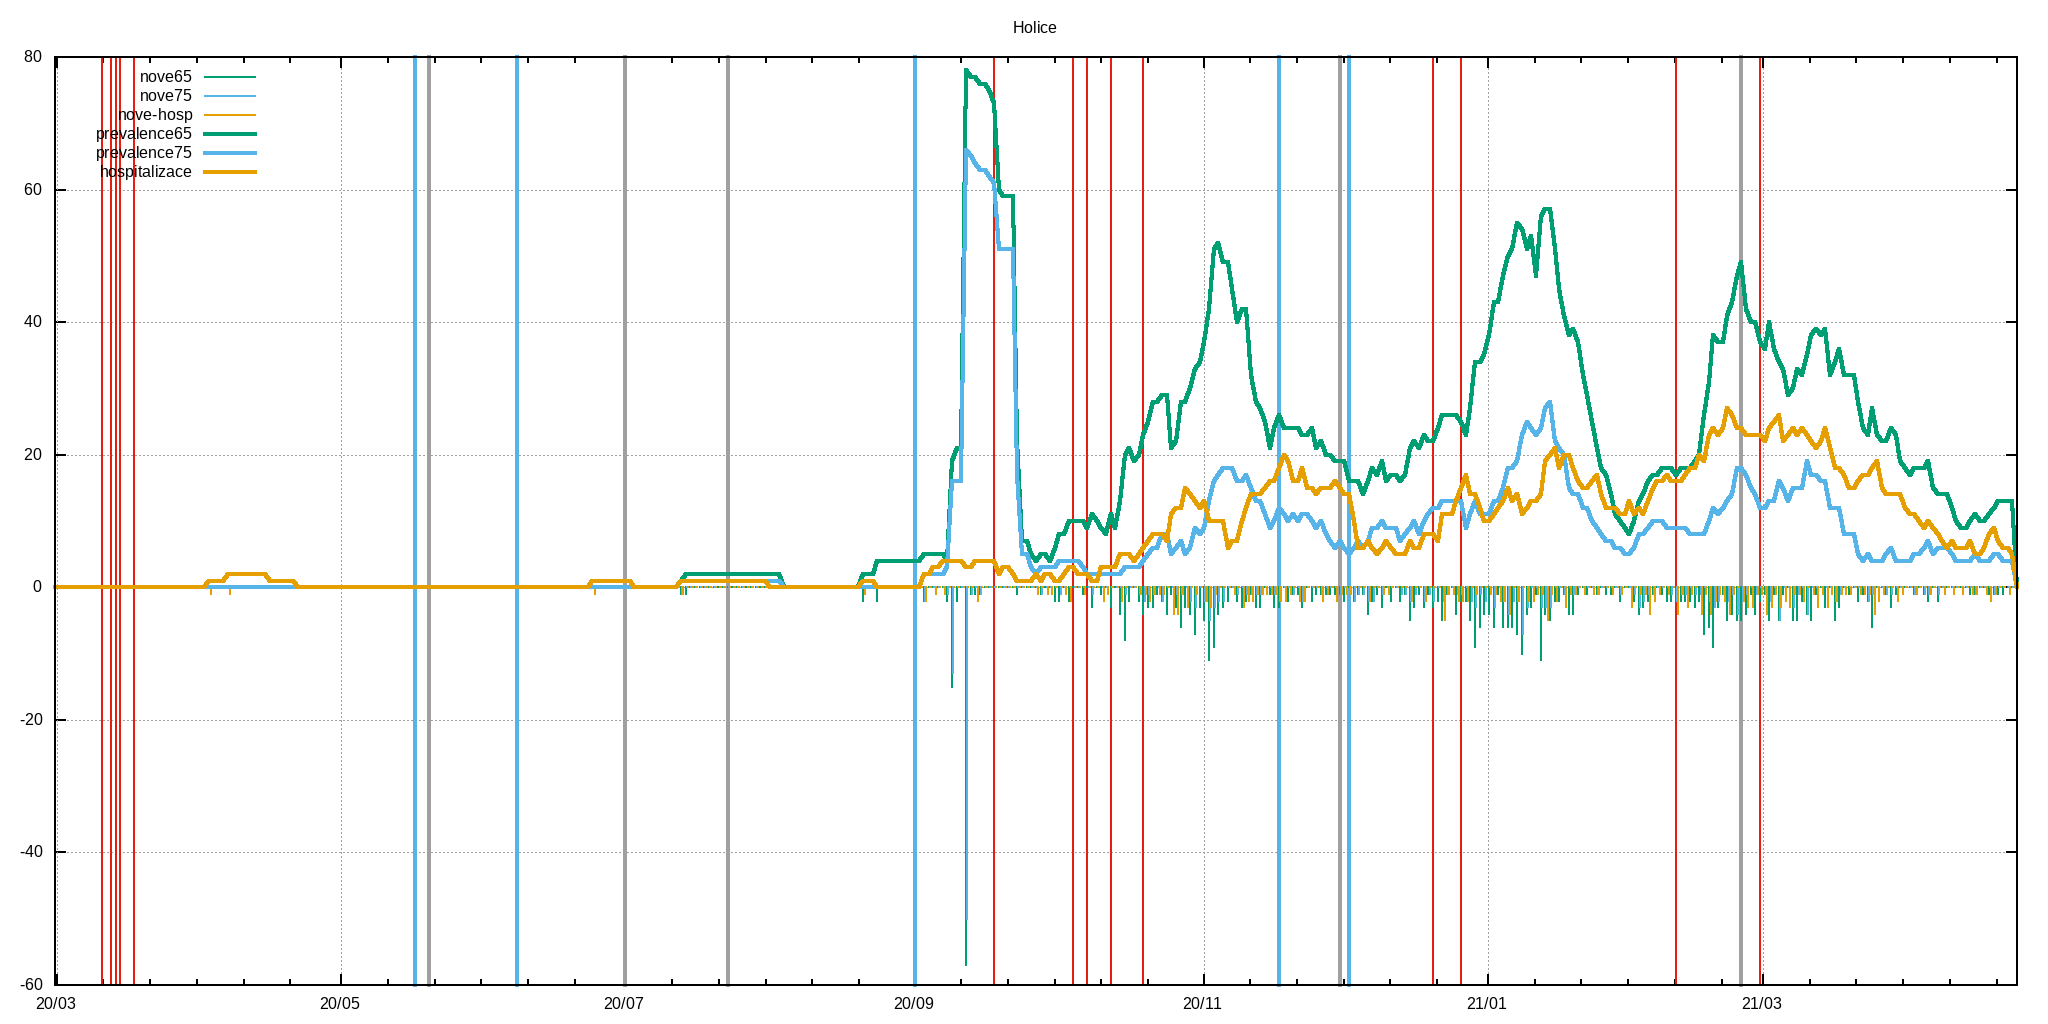 Holice
80
60
40
20
0
-20
-40
-60
nove65
nove75
nove-hosp
prevalence65
prevalence75
hospitalizace
20/03 20/05 20/07 20/09 20/11 21/01 21/03